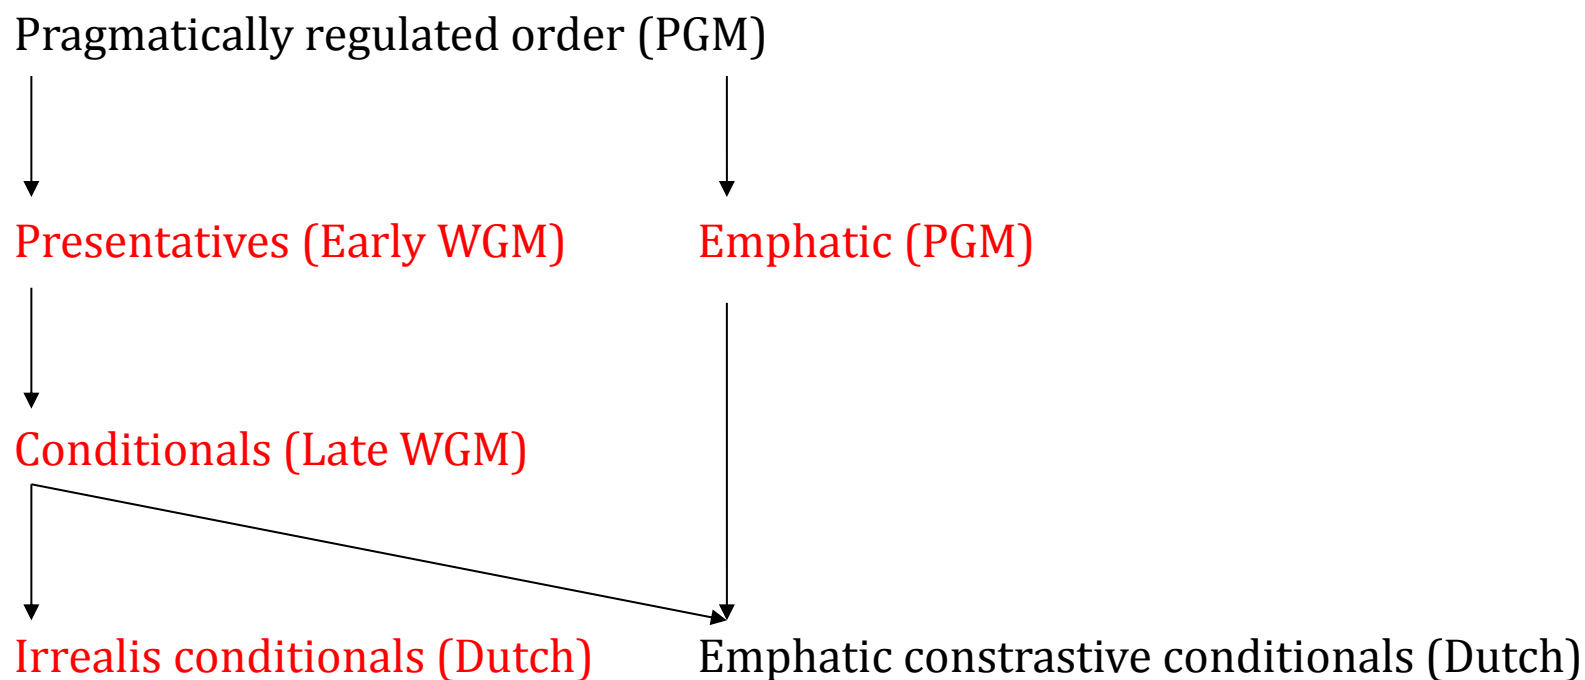 Pragmatically regulated order (PGM)
Presentatives (Early WGM)
Emphatic (PGM)
Conditionals (Late WGM)
Irrealis conditionals (Dutch)
Emphatic constrastive conditionals (Dutch)